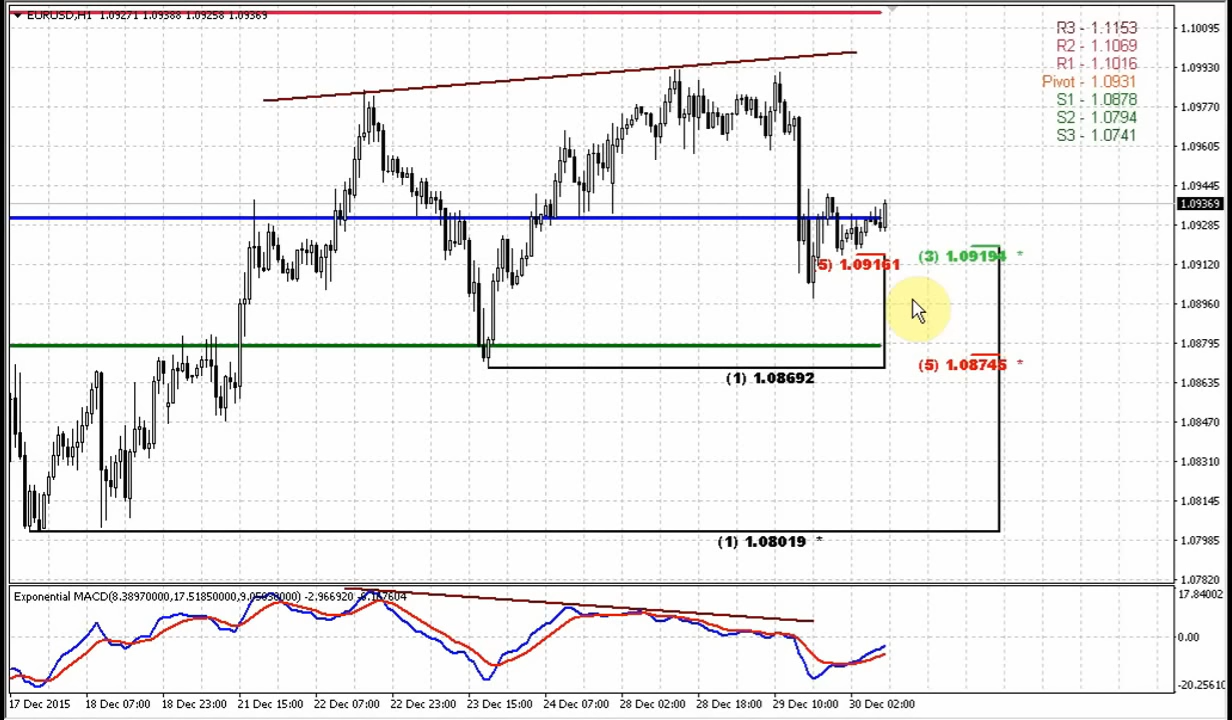 EURUSD,H1 1.09271 1.09388 1.09258 1.09369
R3 - 1.1153
R2 - 1.1069
R1 - 1.1016
Pivot - 1.0931
S1 - 1.0878
S2 - 1.0794
S3 - 1.0741
1.10095
1.09930
1.09770
1.09605
1.09445
1.09369
1.09285
1.09120
1.08960
1.08795
1.08635
1.08470
1.08310
1.08145
1.07985
1.07820
5) 1.09161
(3) 1.09194 *
(5) 1.08745 *
(1) 1.08692
(1) 1.08019 *
Exponential MACD(8.38970000,17.51850000,9.05038000) -2.966920
17.84002
0.00
-20.25610
17 Dec 2015 18 Dec 07:00 18 Dec 23:00 21 Dec 15:00 22 Dec 07:00 22 Dec 23:00 23 Dec 15:00 24 Dec 07:00 28 Dec 02:00 28 Dec 18:00 29 Dec 10:00 30 Dec 02:00